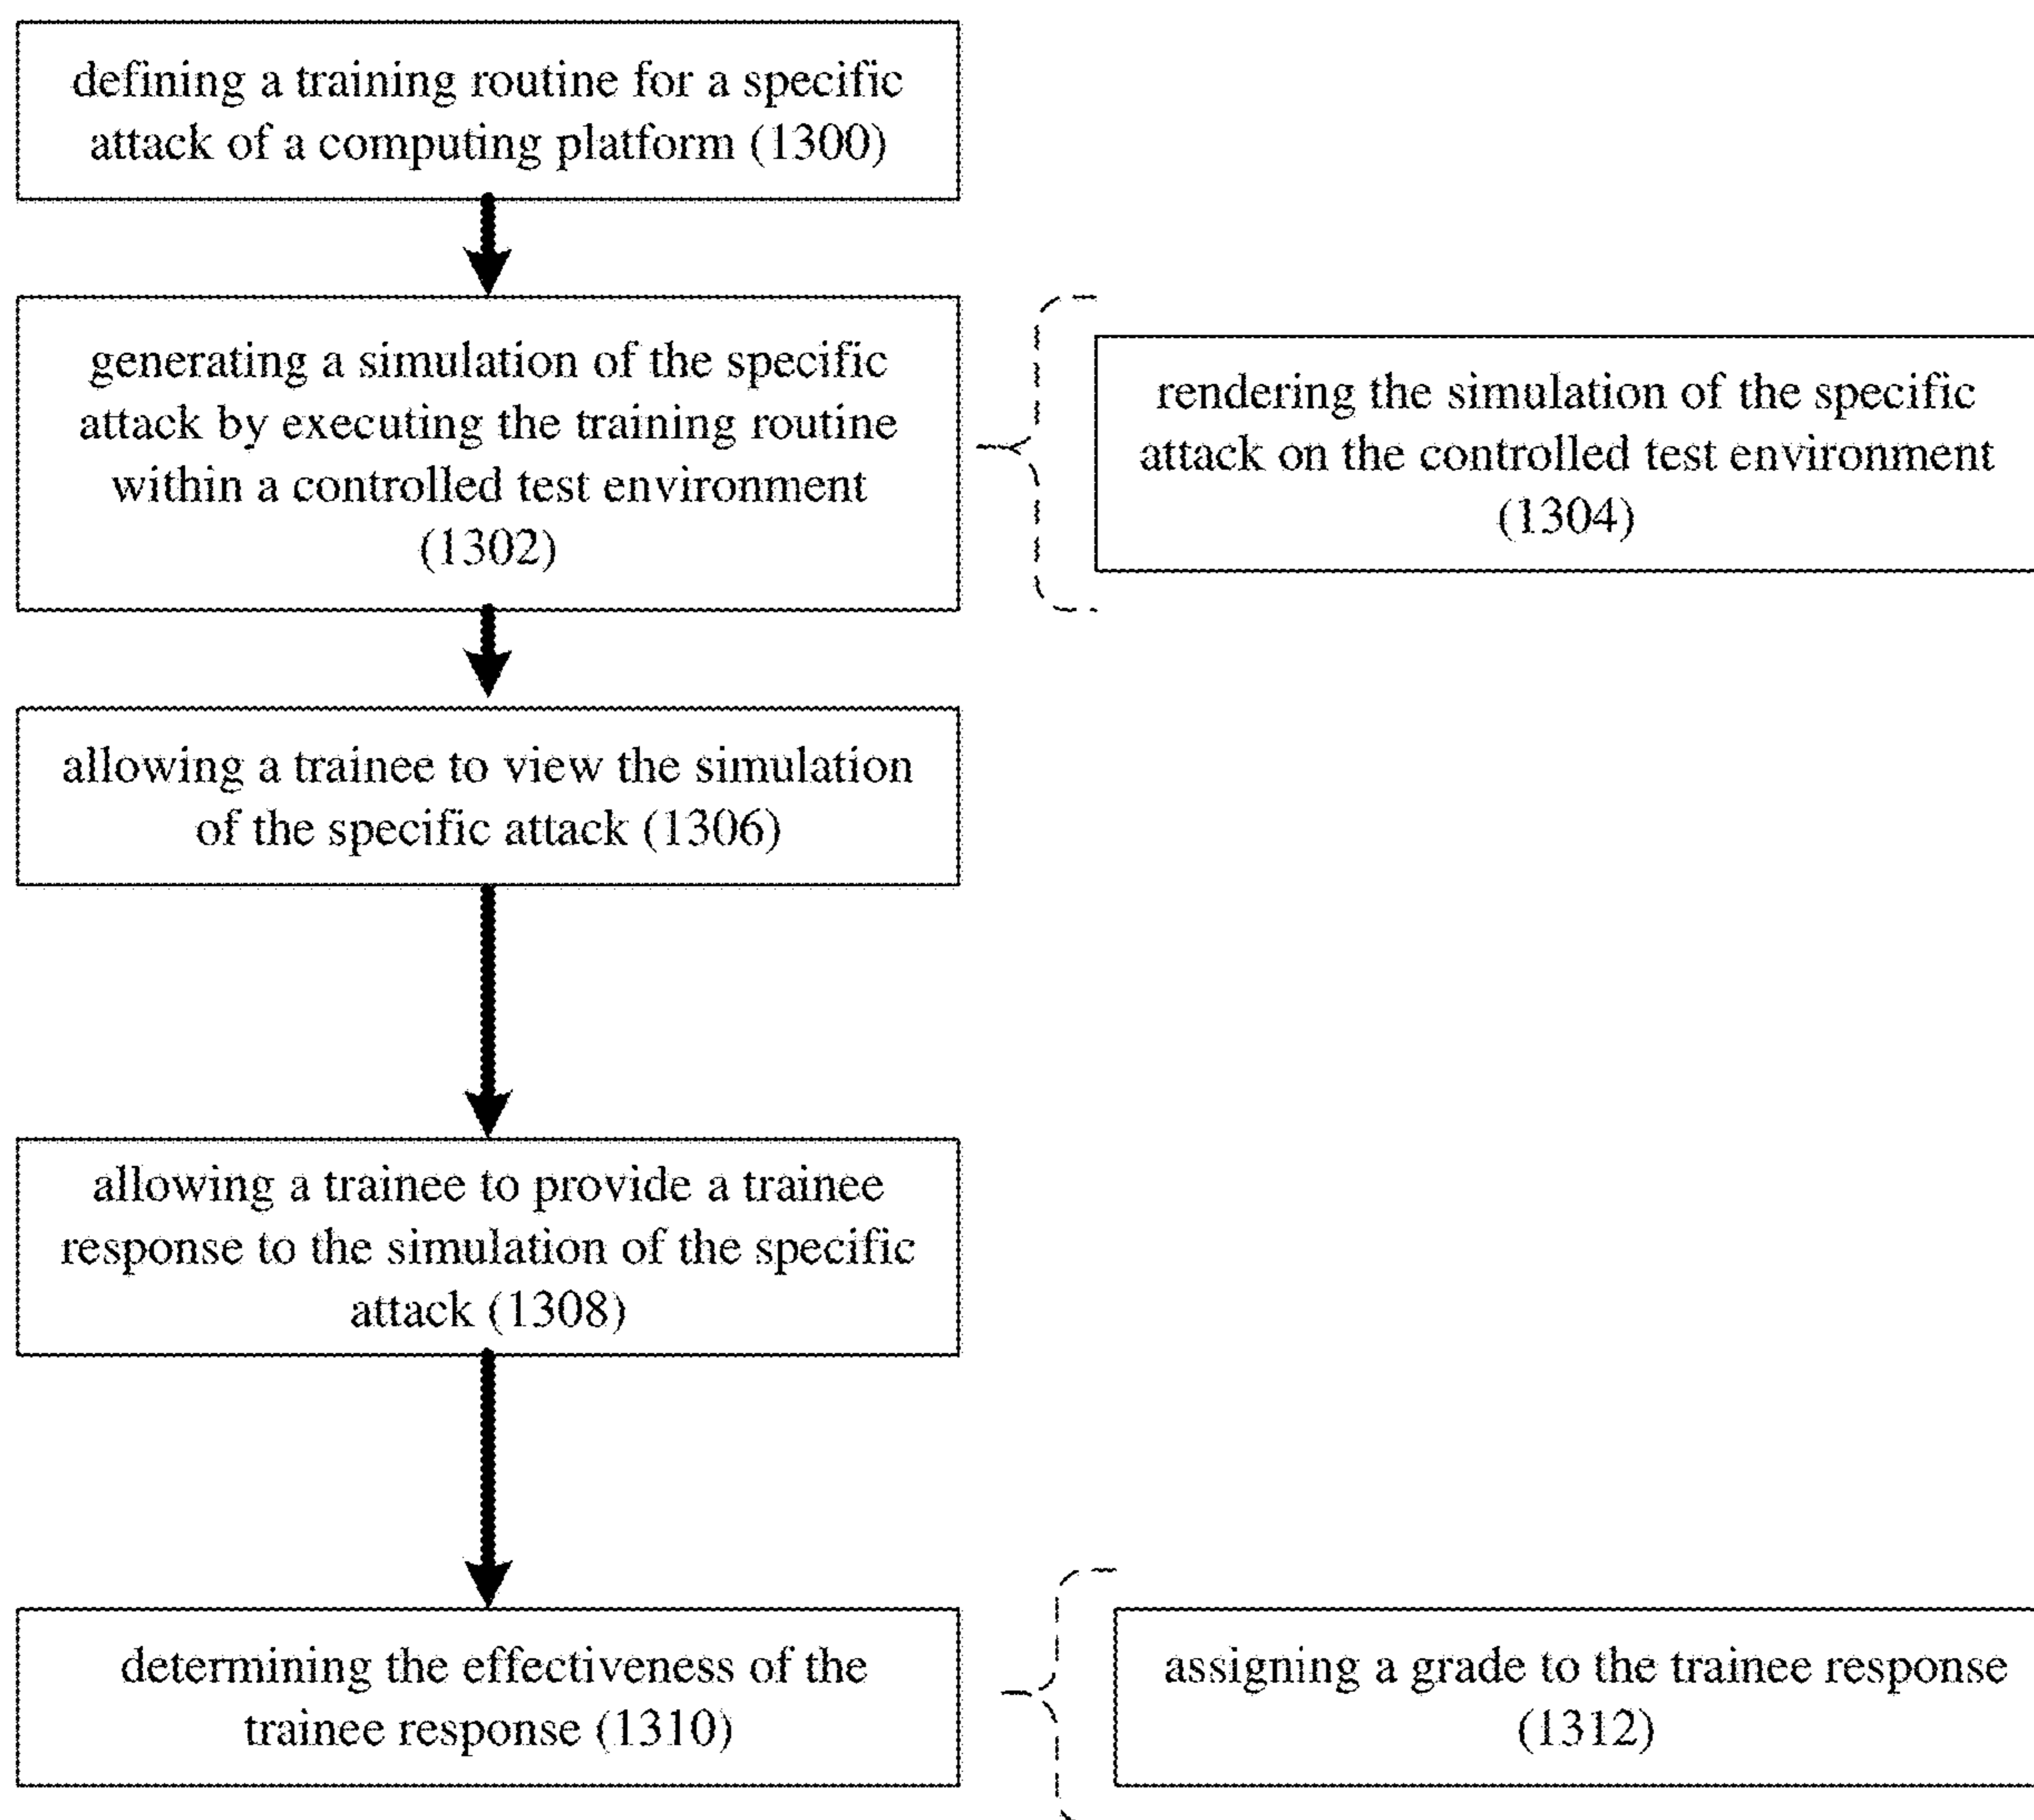 defining a training routine for a specific
attack of a computing platform (1300)
generating a simulation of the specific
attack by executing the training routine
within a controlled test environment
(1302)
rendering the simulation of the specific
attack on the controlled test environment
(1304)
allowing a trainee to view the simulation
of the specific attack (1306)
allowing a trainee to provide a trainee
response to the simulation of the specific
attack (1308)
determining the effectiveness of the
trainee response (1310)
assigning a grade to the trainee response
(1312)